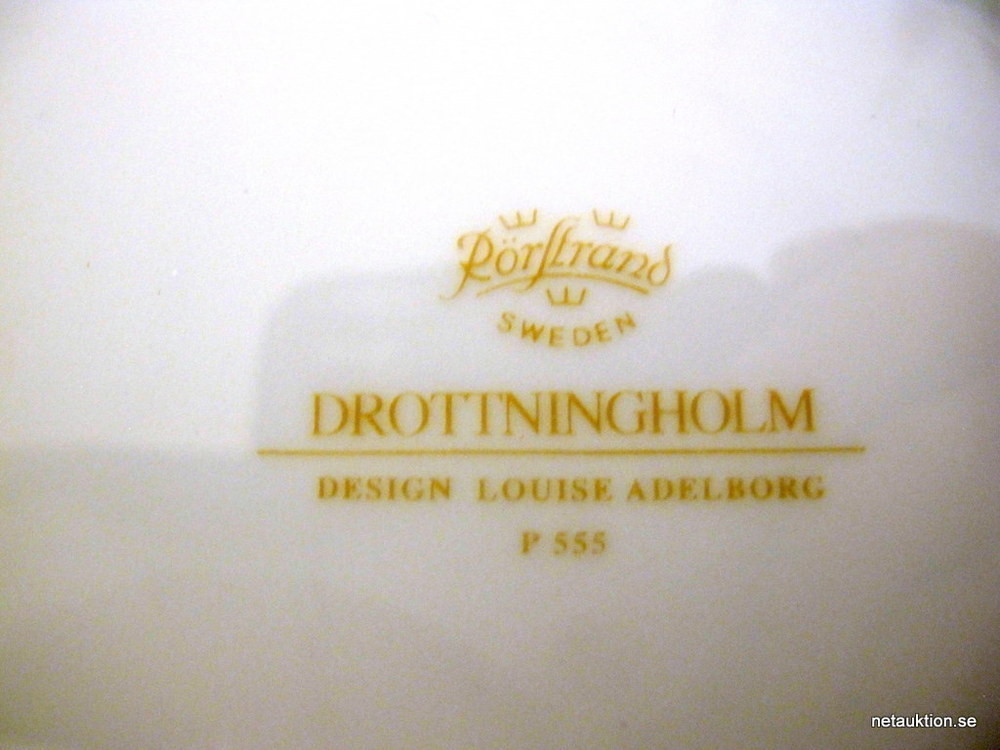 Rörstrand
SWEDEN
DROTTNINGHOLM
DESIGN LOUISE ADELBORG
P 555
netauktion.se